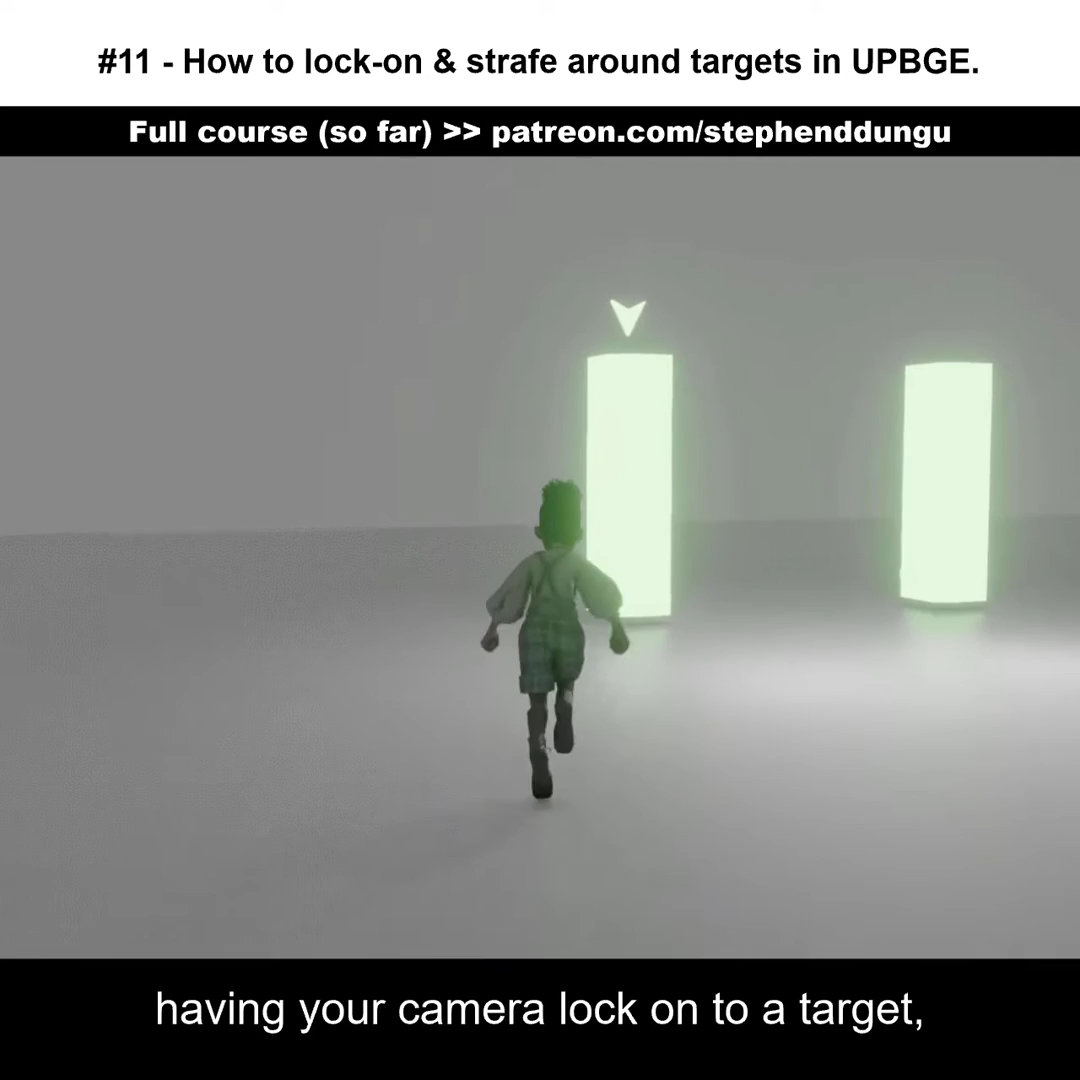 #11 - How to lock-on & strafe around targets in UPBGE.
Full course (so far) >> patreon.com/stephenddungu
having your camera lock on to a target,